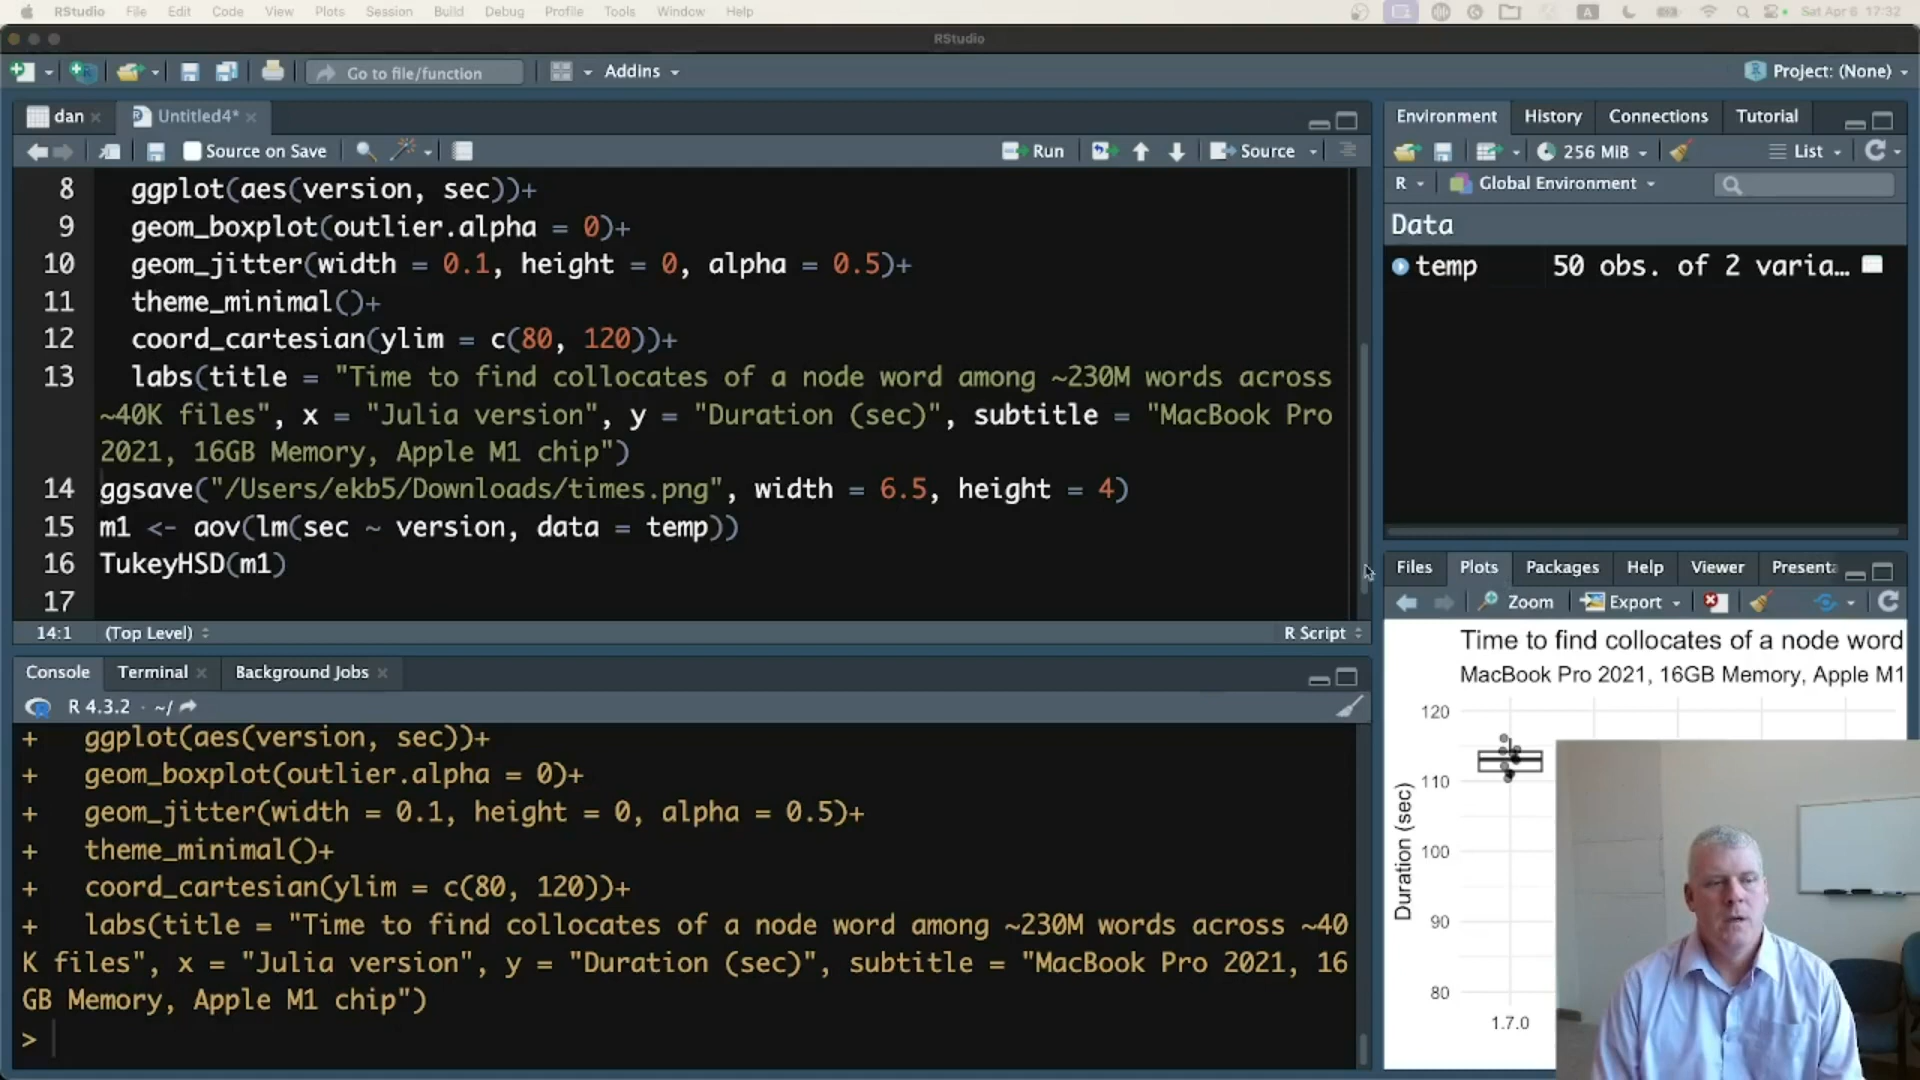 RStudio File Edit Code View Plots Session Build Debug Profile Tools Window Help A Sat Apr 6 17:32
RStudio
Go to file/function Addins Project: (None)
dan Untitled4*
Source on Save Run Source
8 ggplot(aes(version, sec))+
9 geom_boxplot(outlier.alpha = 0)+
10 geom_jitter(width = 0.1, height = 0, alpha = 0.5)+
11 theme_minimal()+
12 coord_cartesian(ylim = c(80, 120))+
13 labs(title = "Time to find collocates of a node word among ~230M words across
~40K files", x = "Julia version", y = "Duration (sec)", subtitle = "MacBook Pro
2021, 16GB Memory, Apple M1 chip")
14 ggsave("/Users/ekb5/Downloads/times.png", width = 6.5, height = 4)
15 m1 <- aov(lm(sec ~ version, data = temp))
16 TukeyHSD(m1)
17
14:1 (Top Level) R Script
Console Terminal Background Jobs
R 4.3.2 · ~/
+ ggplot(aes(version, sec))+
+ geom_boxplot(outlier.alpha = 0)+
+ geom_jitter(width = 0.1, height = 0, alpha = 0.5)+
+ theme_minimal()+
+ coord_cartesian(ylim = c(80, 120))+
+ labs(title = "Time to find collocates of a node word among ~230M words across ~40
K files", x = "Julia version", y = "Duration (sec)", subtitle = "MacBook Pro 2021, 16
GB Memory, Apple M1 chip")
>
Environment History Connections Tutorial
256 MiB List
R Global Environment
Data
temp 50 obs. of 2 varia…
Files Plots Packages Help Viewer Presenta
Zoom Export
Time to find collocates of a node word
MacBook Pro 2021, 16GB Memory, Apple M1
120
110
100
90
80
Duration (sec)
1.7.0